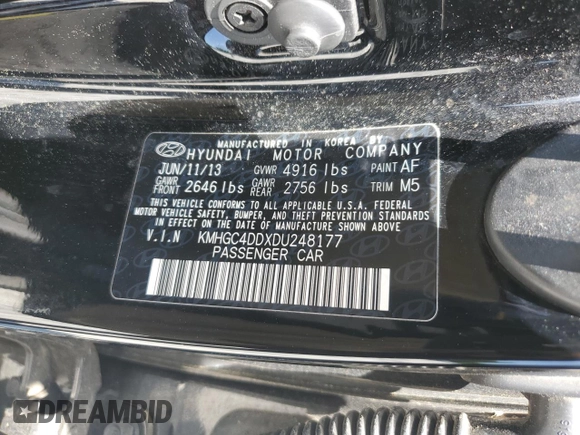 MANUFACTURED IN KOREA BY
HYUNDAI MOTOR COMPANY
JUN/11/13 GVWR 4916 lbs PAINT AF
GAWR FRONT 2646 lbs GAWR REAR 2756 lbs TRIM M5
THIS VEHICLE CONFORMS TO ALL APPLICABLE U.S.A. FEDERAL
MOTOR VEHICLE SAFETY, BUMPER, AND THEFT PREVENTION STANDARDS
IN EFFECT ON THE DATE OF MANUFACTURE SHOWN ABOVE.
V.I.N KMHGC4DDXDU248177
PASSENGER CAR
DREAMBID